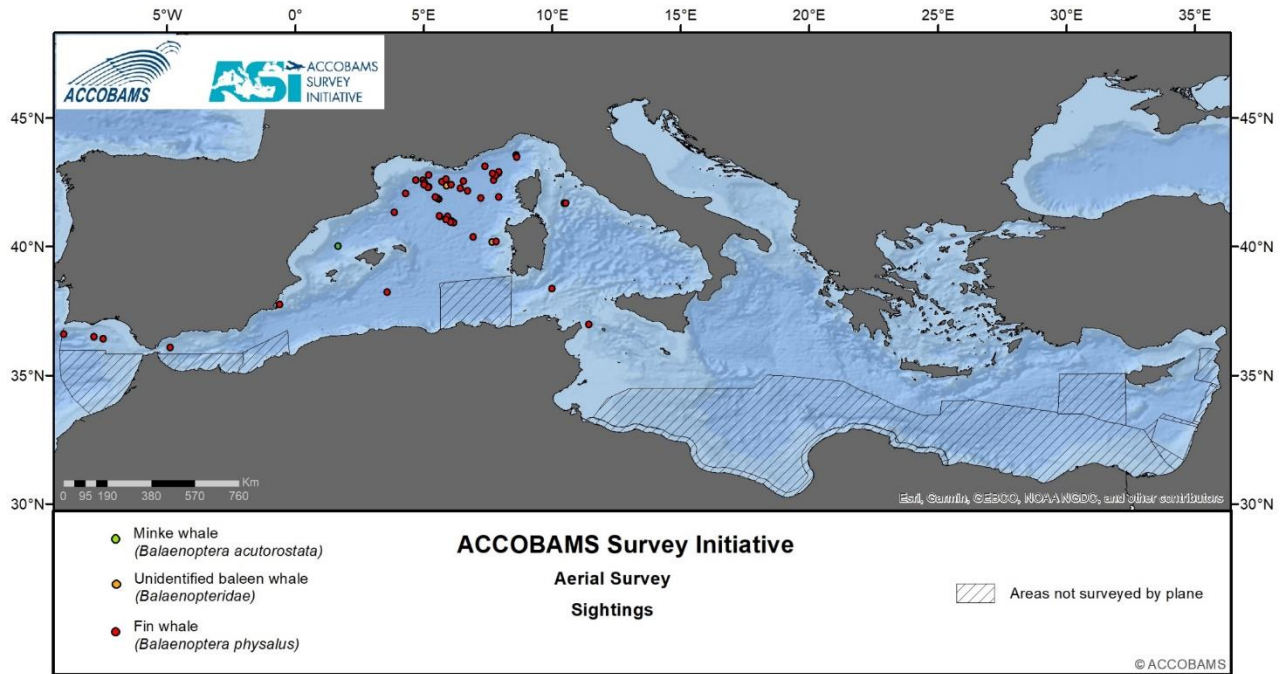 5°W 0° 5°E 10°E 15°E 20°E 25°E 30°E 35°E
ACCOBAMS
ASI
ACCOBAMS
SURVEY
INITIATIVE
45°N 45°N
40°N 40°N
35°N 35°N
Km
0 95 190 380 570 760
Esri, Garmin, GEBCO, NOAA NGDC, and other contributors
30°N 30°N
Minke whale
(Balaenoptera acutorostata)
Unidentified baleen whale
(Balaenopteridae)
Fin whale
(Balaenoptera physalus)
ACCOBAMS Survey Initiative
Aerial Survey
Sightings
Areas not surveyed by plane
© ACCOBAMS